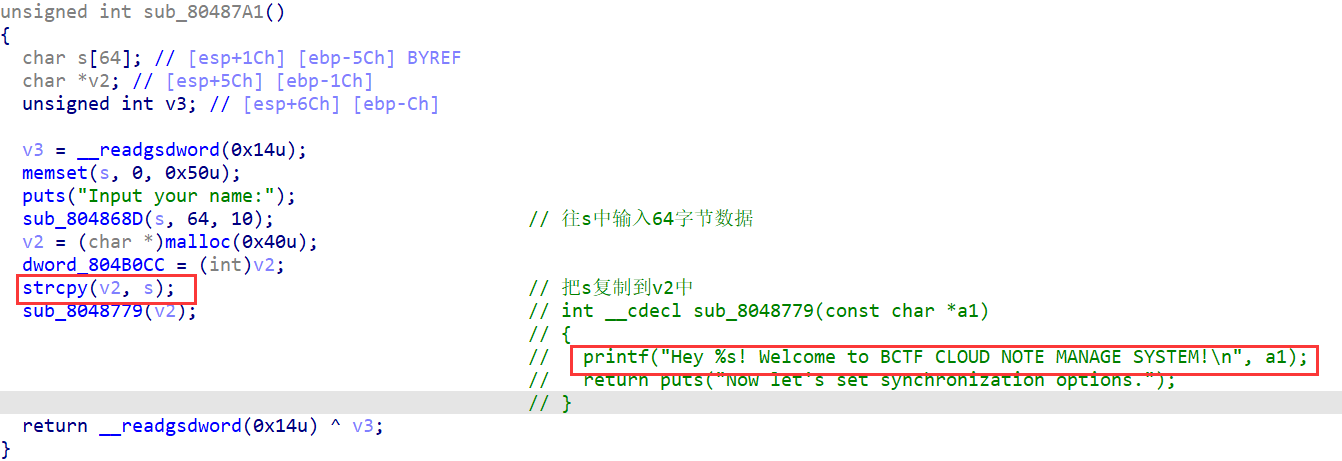 unsigned int sub_80487A1()
{
  char s[64]; // [esp+1Ch] [ebp-5Ch] BYREF
  char *v2; // [esp+5Ch] [ebp-1Ch]
  unsigned int v3; // [esp+6Ch] [ebp-Ch]

  v3 = __readgsdword(0x14u);
  memset(s, 0, 0x50u);
  puts("Input your name:");
  sub_804868D(s, 64, 10); // 往s中输入64字节数据
  v2 = (char *)malloc(0x40u);
  dword_804B0CC = (int)v2;
  strcpy(v2, s); // 把s复制到v2中
  sub_8048779(v2); // int __cdecl sub_8048779(const char *a1)
// {
//   printf("Hey %s! Welcome to BCTF CLOUD NOTE MANAGE SYSTEM!\n", a1);
//   return puts("Now let's set synchronization options.");
// }
  return __readgsdword(0x14u) ^ v3;
}